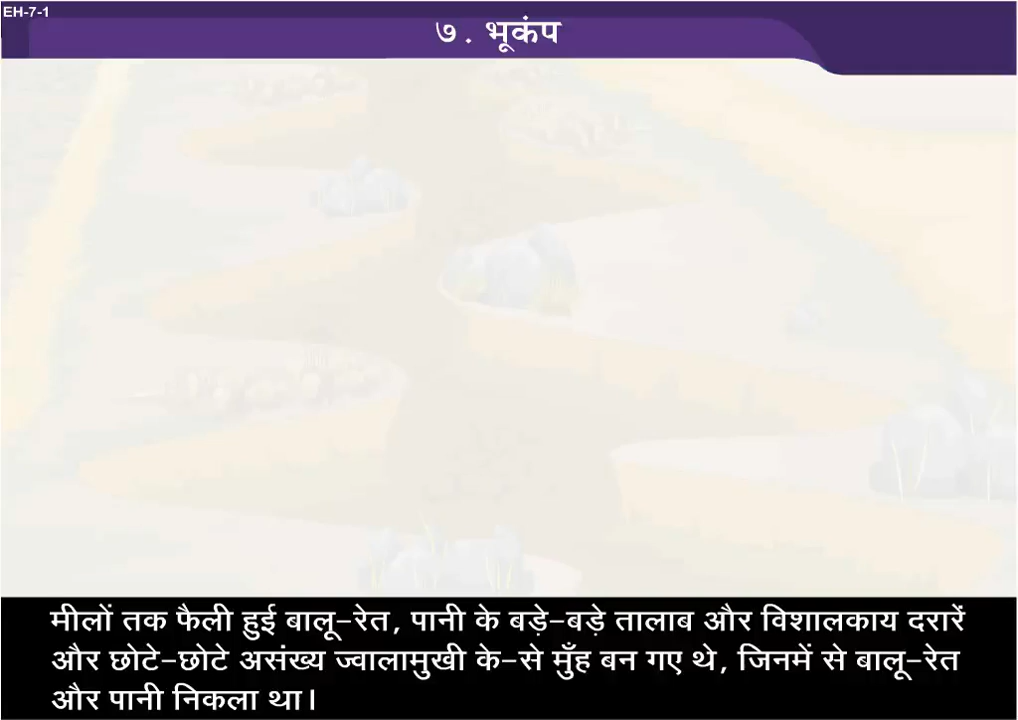 EH-7-1
७. भूकंप
मीलों तक फैली हुई बालू-रेत, पानी के बड़े-बड़े तालाब और विशालकाय दरारें
और छोटे-छोटे असंख्य ज्वालामुखी के-से मुँह बन गए थे, जिनमें से बालू-रेत
और पानी निकला था।